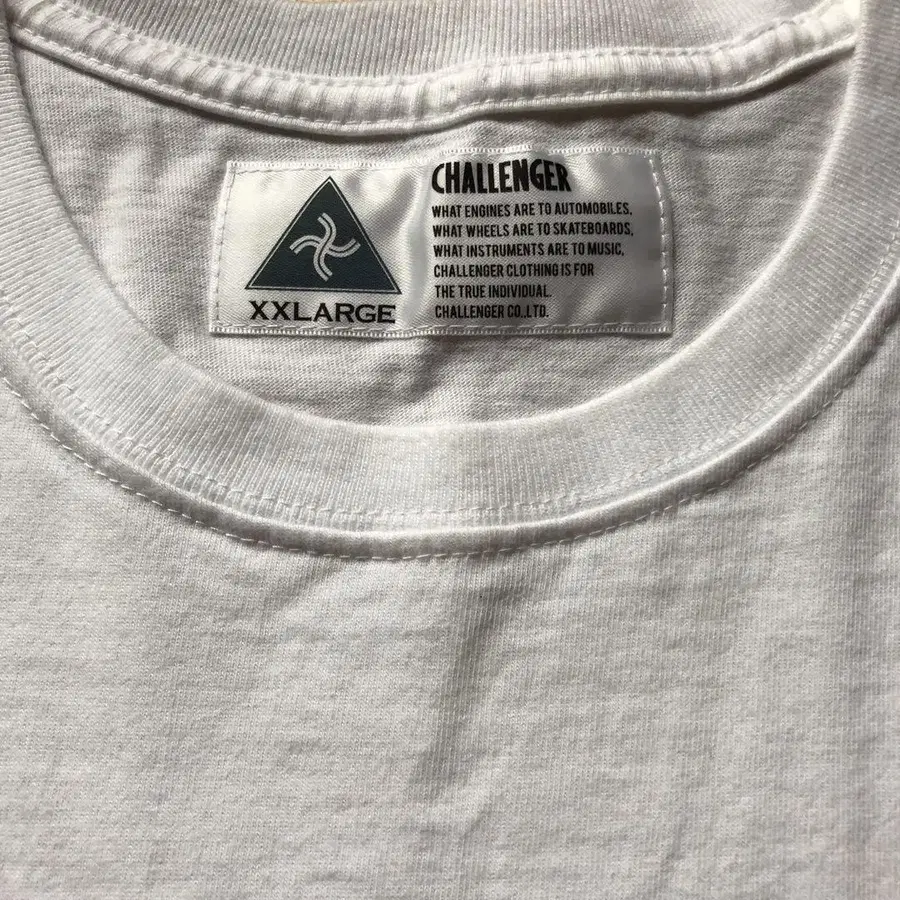 XXLARGE
CHALLENGER
WHAT ENGINES ARE TO AUTOMOBILES,
WHAT WHEELS ARE TO SKATEBOARDS,
WHAT INSTRUMENTS ARE TO MUSIC,
CHALLENGER CLOTHING IS FOR
THE TRUE INDIVIDUAL.
CHALLENGER CO.,LTD.